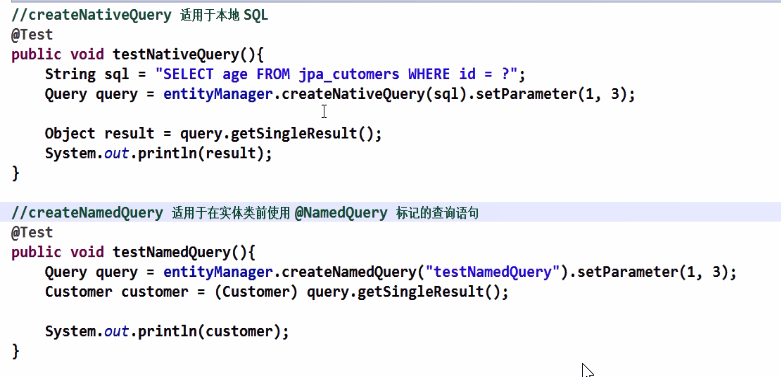 //createNativeQuery 适用于本地 SQL
@Test
public void testNativeQuery(){
    String sql = "SELECT age FROM jpa_cutomers WHERE id = ?";
    Query query = entityManager.createNativeQuery(sql).setParameter(1, 3);

    Object result = query.getSingleResult();
    System.out.println(result);
}

//createNamedQuery 适用于在实体类前使用 @NamedQuery 标记的查询语句
@Test
public void testNamedQuery(){
    Query query = entityManager.createNamedQuery("testNamedQuery").setParameter(1, 3);
    Customer customer = (Customer) query.getSingleResult();

    System.out.println(customer);
}